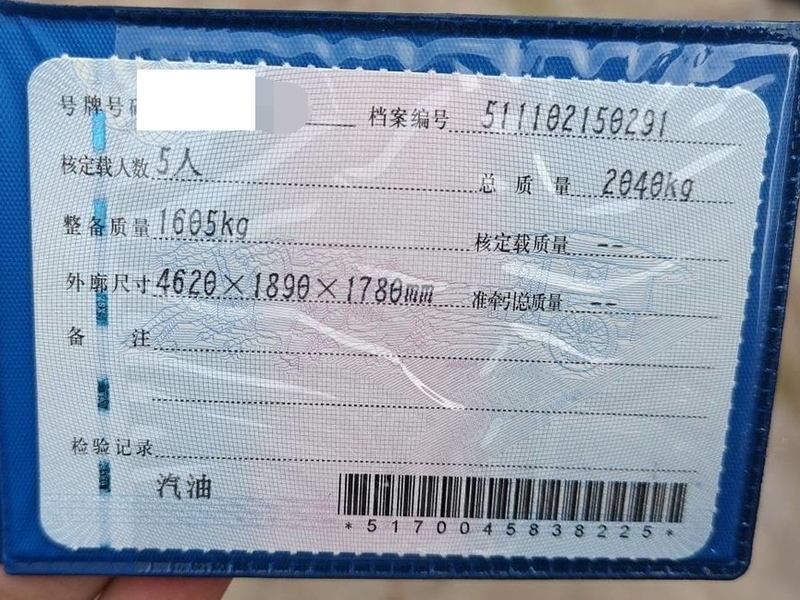 号牌号码 档案编号 511102150291
核定载人数 5人 总质量 2040kg
整备质量 1605kg 核定载质量 --
外廓尺寸 4620×1890×1780mm 准牵引总质量 --
备注
检验记录
汽油
*5170045838225*